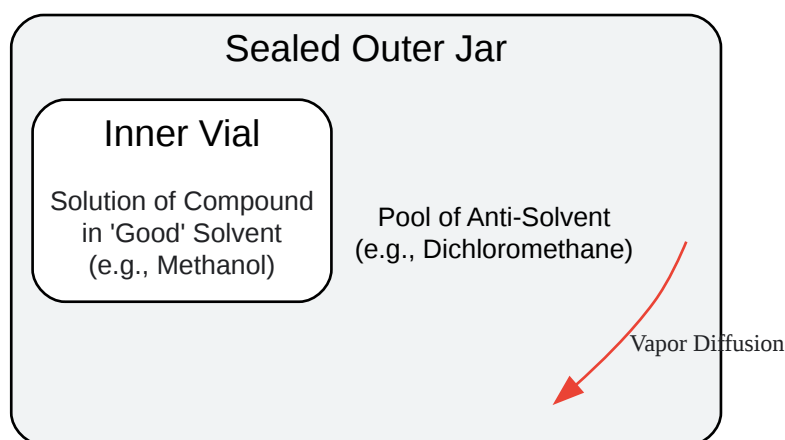 Sealed Outer Jar
Inner Vial
Solution of Compound
in 'Good' Solvent
(e.g., Methanol)
Pool of Anti-Solvent
(e.g., Dichloromethane)
Vapor Diffusion